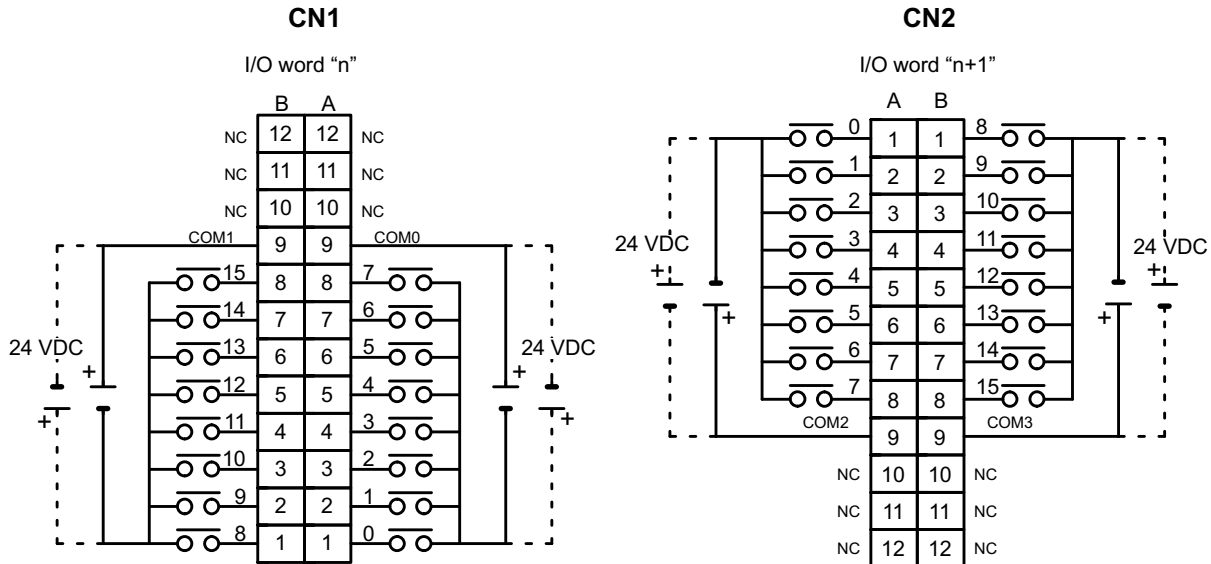 CN1
I/O word “n”
B A
NC 12 12 NC
NC 11 11 NC
NC 10 10 NC
COM1 9 9 COM0
15 8 8 7
14 7 7 6
13 6 6 5
12 5 5 4
11 4 4 3
10 3 3 2
9 2 2 1
8 1 1 0
24 VDC
+
+
24 VDC
+
+
CN2
I/O word “n+1”
A B
0 1 1 8
1 2 2 9
2 3 3 10
3 4 4 11
4 5 5 12
5 6 6 13
6 7 7 14
7 8 8 15
COM2 9 9 COM3
NC 10 10 NC
NC 11 11 NC
NC 12 12 NC
24 VDC
+
+
24 VDC
+
+